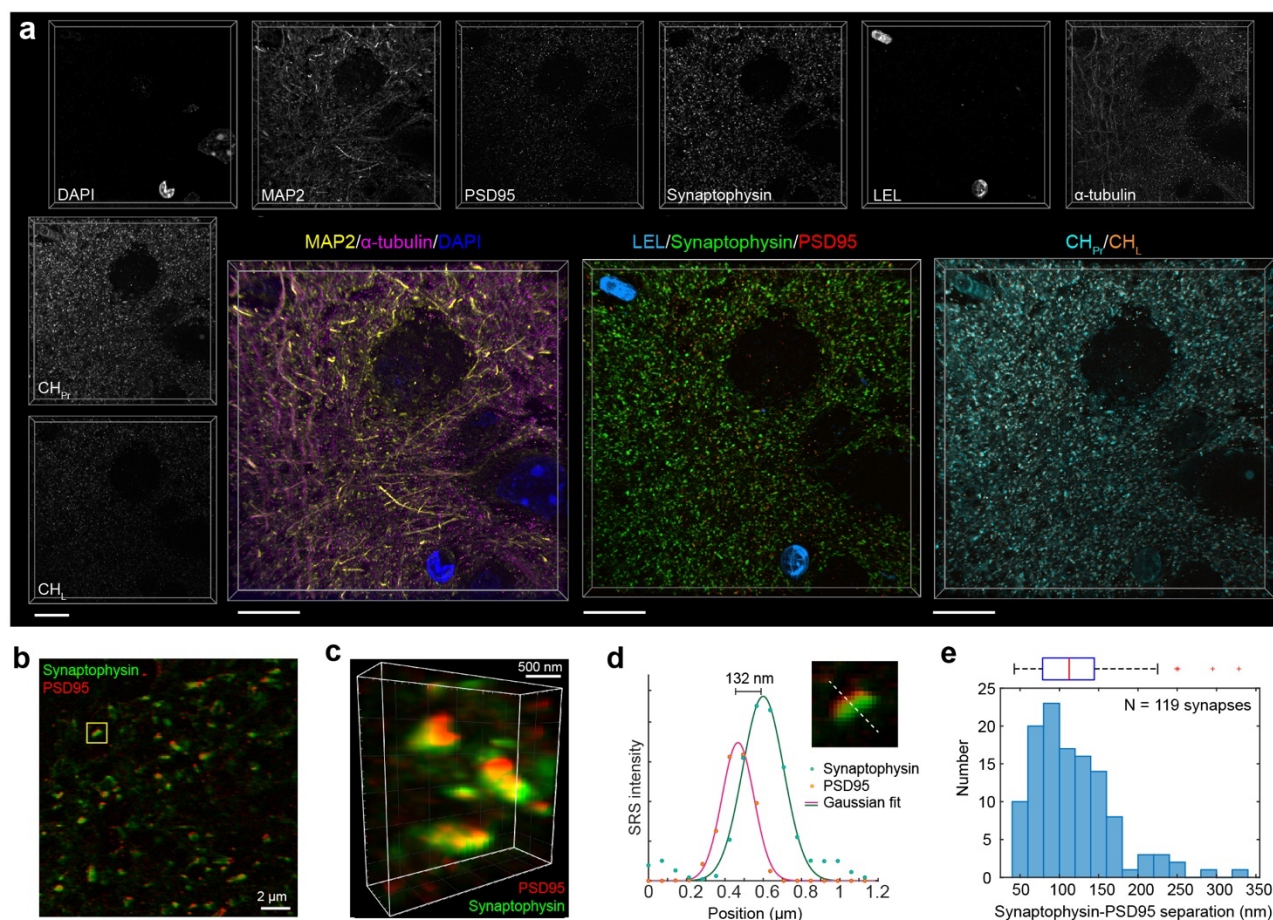 a
DAPI
MAP2
PSD95
Synaptophysin
LEL
α-tubulin
CH_Pr
CH_L
MAP2/α-tubulin/DAPI
LEL/Synaptophysin/PSD95
CH_Pr/CH_L
b
Synaptophysin
PSD95
2 µm
c
500 nm
PSD95
Synaptophysin
d
132 nm
SRS intensity
Synaptophysin
PSD95
Gaussian fit
0 0.2 0.4 0.6 0.8 1 1.2
Position (µm)
e
N = 119 synapses
Number
25
20
15
10
5
0
50 100 150 200 250 300 350
Synaptophysin-PSD95 separation (nm)